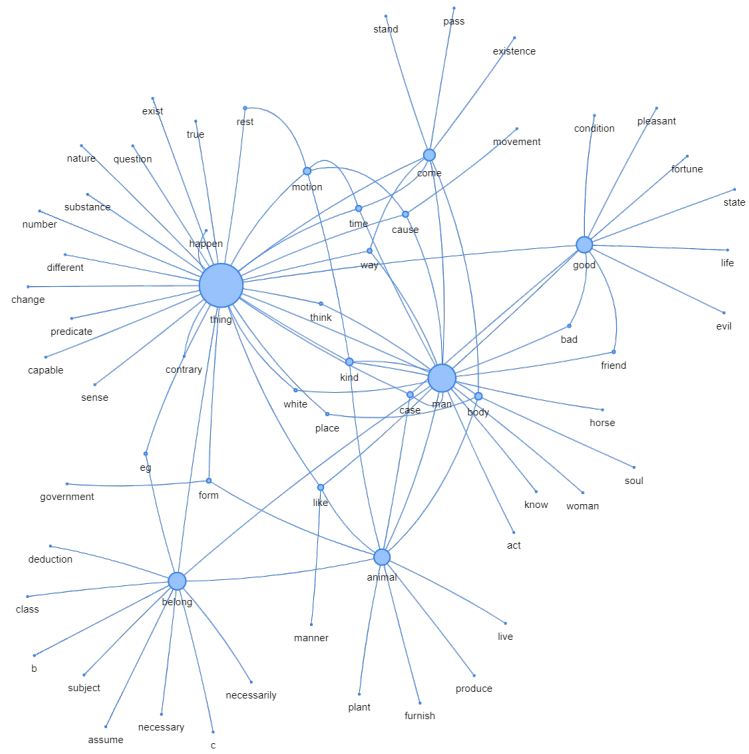 pass
stand
existence
exist
rest
true
condition
pleasant
movement
nature
question
fortune
come
motion
state
substance
number
time
cause
happen
different
way
good
life
change
thing
think
evil
predicate
bad
capable
contrary
friend
kind
sense
white
case
man
body
place
horse
eg
soul
government
form
like
know
woman
act
deduction
animal
belong
class
manner
live
b
subject
necessarily
produce
plant
furnish
necessary
assume
c